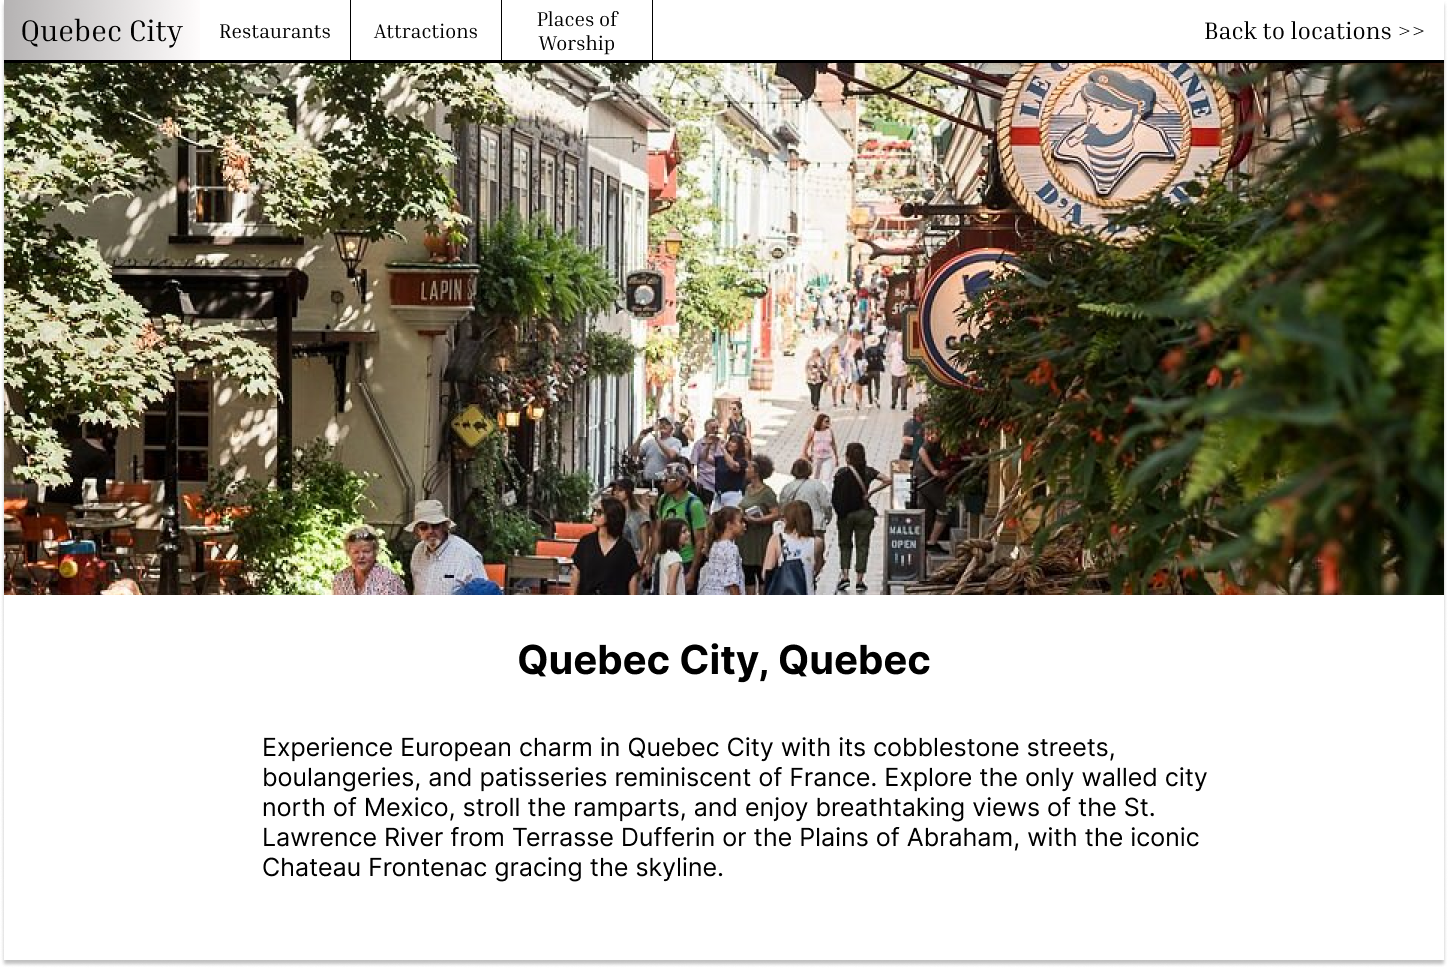 Quebec City
Restaurants
Attractions
Places of
Worship
Back to locations >>
LE
INE
D'A
LAPIN
MALLE
OPEN
Quebec City, Quebec
Experience European charm in Quebec City with its cobblestone streets,
boulangeries, and patisseries reminiscent of France. Explore the only walled city
north of Mexico, stroll the ramparts, and enjoy breathtaking views of the St.
Lawrence River from Terrasse Dufferin or the Plains of Abraham, with the iconic
Chateau Frontenac gracing the skyline.